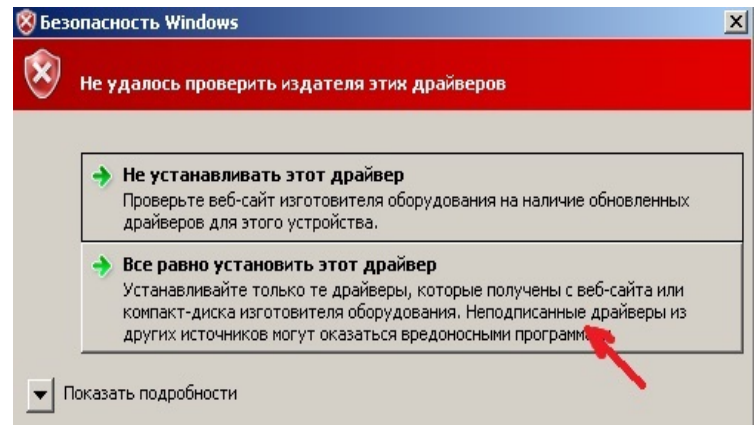 Безопасность Windows
Не удалось проверить издателя этих драйверов
Не устанавливать этот драйвер
Проверьте веб-сайт изготовителя оборудования на наличие обновленных
драйверов для этого устройства.
Все равно установить этот драйвер
Устанавливайте только те драйверы, которые получены с веб-сайта или
компакт-диска изготовителя оборудования. Неподписанные драйверы из
других источников могут оказаться вредоносными
Показать подробности